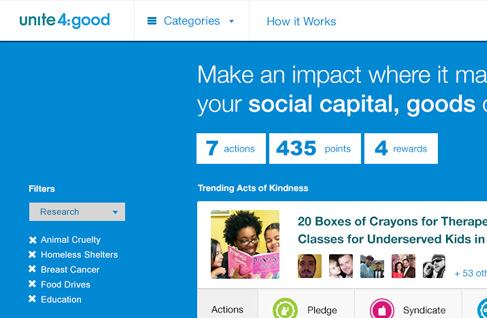 unite4:good
Categories
How it Works
Make an impact where it ma
your social capital, goods
7 actions
435 points
4 rewards
Filters
Trending Acts of Kindness
Research
Animal Cruelty
Homeless Shelters
Breast Cancer
Food Drives
Education
20 Boxes of Crayons for Therape
Classes for Underserved Kids in
+ 53 oth
Actions
Pledge
Syndicate